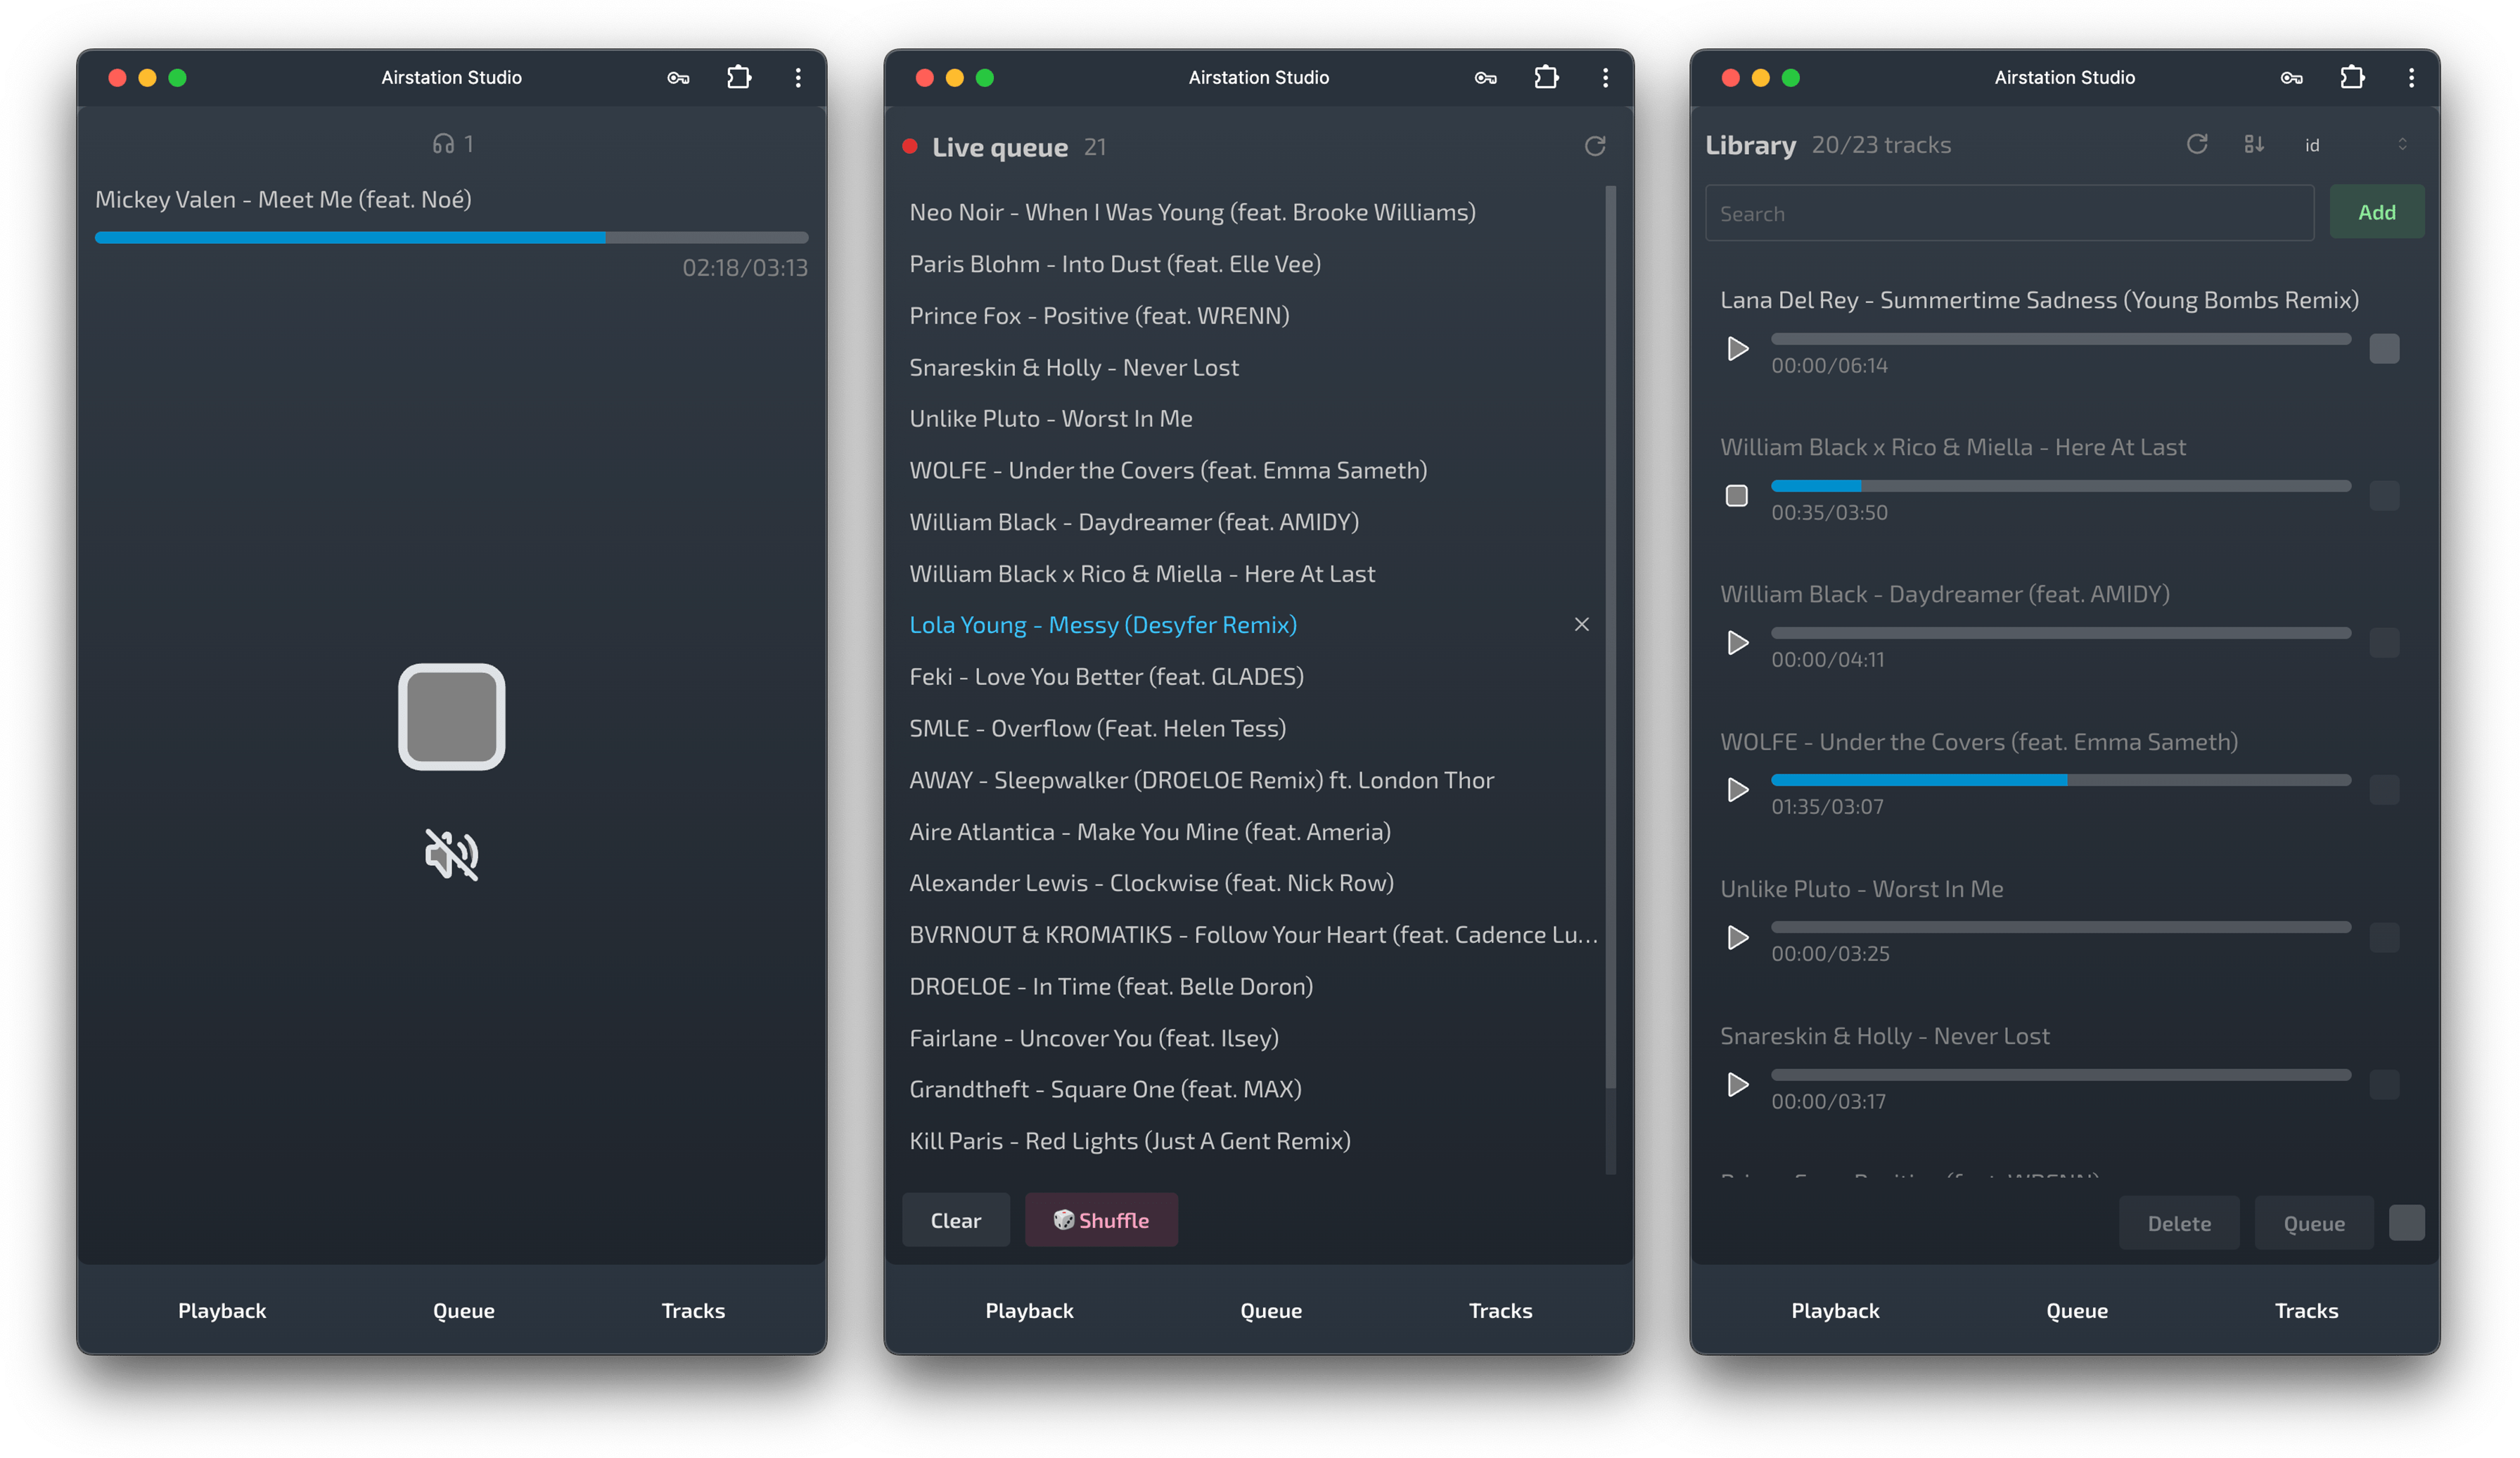 Airstation Studio
1
Mickey Valen - Meet Me (feat. Noé)
02:18/03:13
Playback Queue Tracks
Airstation Studio
Live queue 21
Neo Noir - When I Was Young (feat. Brooke Williams)
Paris Blohm - Into Dust (feat. Elle Vee)
Prince Fox - Positive (feat. WRENN)
Snareskin & Holly - Never Lost
Unlike Pluto - Worst In Me
WOLFE - Under the Covers (feat. Emma Sameth)
William Black - Daydreamer (feat. AMIDY)
William Black x Rico & Miella - Here At Last
Lola Young - Messy (Desyfer Remix)
Feki - Love You Better (feat. GLADES)
SMLE - Overflow (Feat. Helen Tess)
AWAY - Sleepwalker (DROELOE Remix) ft. London Thor
Aire Atlantica - Make You Mine (feat. Ameria)
Alexander Lewis - Clockwise (feat. Nick Row)
BVRNOUT & KROMATIKS - Follow Your Heart (feat. Cadence Lu...
DROELOE - In Time (feat. Belle Doron)
Fairlane - Uncover You (feat. Ilsey)
Grandtheft - Square One (feat. MAX)
Kill Paris - Red Lights (Just A Gent Remix)
Clear 🎲 Shuffle
Playback Queue Tracks
Airstation Studio
Library 20/23 tracks id
Search Add
Lana Del Rey - Summertime Sadness (Young Bombs Remix)
00:00/06:14
William Black x Rico & Miella - Here At Last
00:35/03:50
William Black - Daydreamer (feat. AMIDY)
00:00/04:11
WOLFE - Under the Covers (feat. Emma Sameth)
01:35/03:07
Unlike Pluto - Worst In Me
00:00/03:25
Snareskin & Holly - Never Lost
00:00/03:17
Delete Queue
Playback Queue Tracks